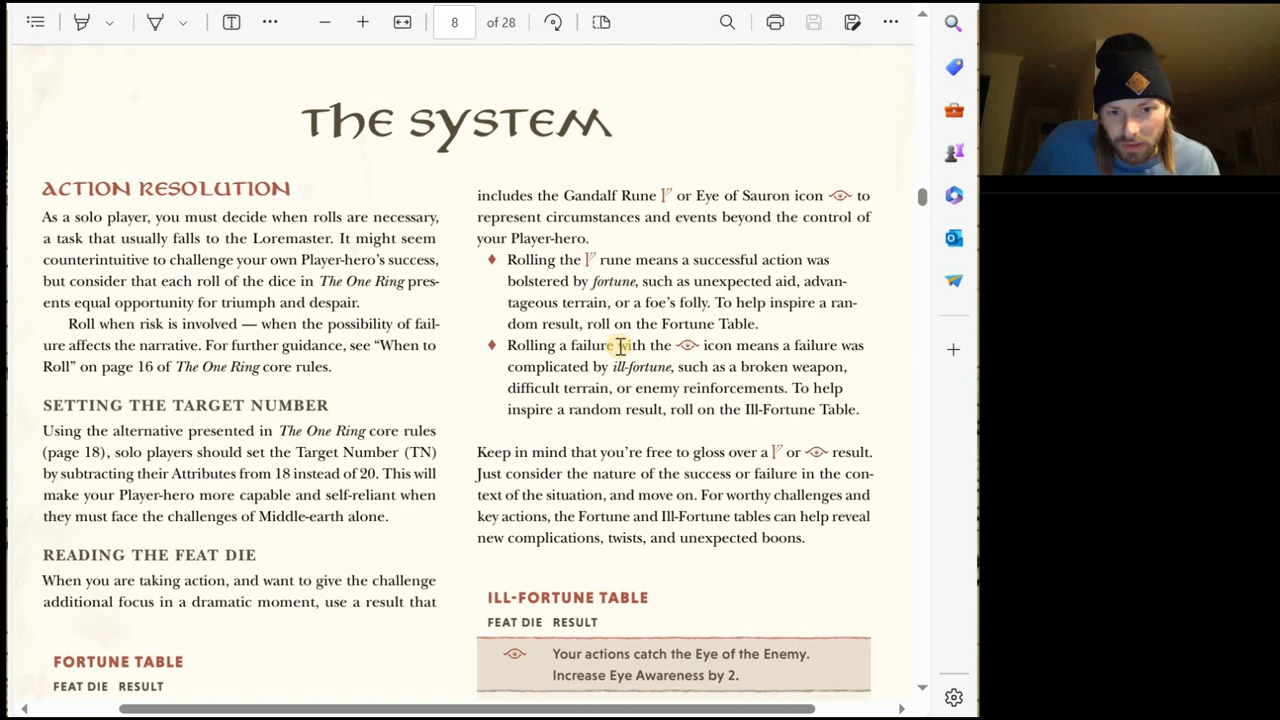 8 of 28
The System
ACTION RESOLUTION
As a solo player, you must decide when rolls are necessary,
a task that usually falls to the Loremaster. It might seem
counterintuitive to challenge your own Player-hero's success,
but consider that each roll of the dice in The One Ring pres-
ents equal opportunity for triumph and despair.
Roll when risk is involved — when the possibility of fail-
ure affects the narrative. For further guidance, see “When to
Roll” on page 16 of The One Ring core rules.
SETTING THE TARGET NUMBER
Using the alternative presented in The One Ring core rules
(page 18), solo players should set the Target Number (TN)
by subtracting their Attributes from 18 instead of 20. This will
make your Player-hero more capable and self-reliant when
they must face the challenges of Middle-earth alone.
READING THE FEAT DIE
When you are taking action, and want to give the challenge
additional focus in a dramatic moment, use a result that
FORTUNE TABLE
FEAT DIE RESULT
includes the Gandalf Rune or Eye of Sauron icon to
represent circumstances and events beyond the control of
your Player-hero.
Rolling the rune means a successful action was
bolstered by fortune, such as unexpected aid, advan-
tageous terrain, or a foe's folly. To help inspire a ran-
dom result, roll on the Fortune Table.
Rolling a failure with the icon means a failure was
complicated by ill-fortune, such as a broken weapon,
difficult terrain, or enemy reinforcements. To help
inspire a random result, roll on the Ill-Fortune Table.
Keep in mind that you're free to gloss over a or result.
Just consider the nature of the success or failure in the con-
text of the situation, and move on. For worthy challenges and
key actions, the Fortune and Ill-Fortune tables can help reveal
new complications, twists, and unexpected boons.
ILL-FORTUNE TABLE
FEAT DIE RESULT
Your actions catch the Eye of the Enemy.
Increase Eye Awareness by 2.